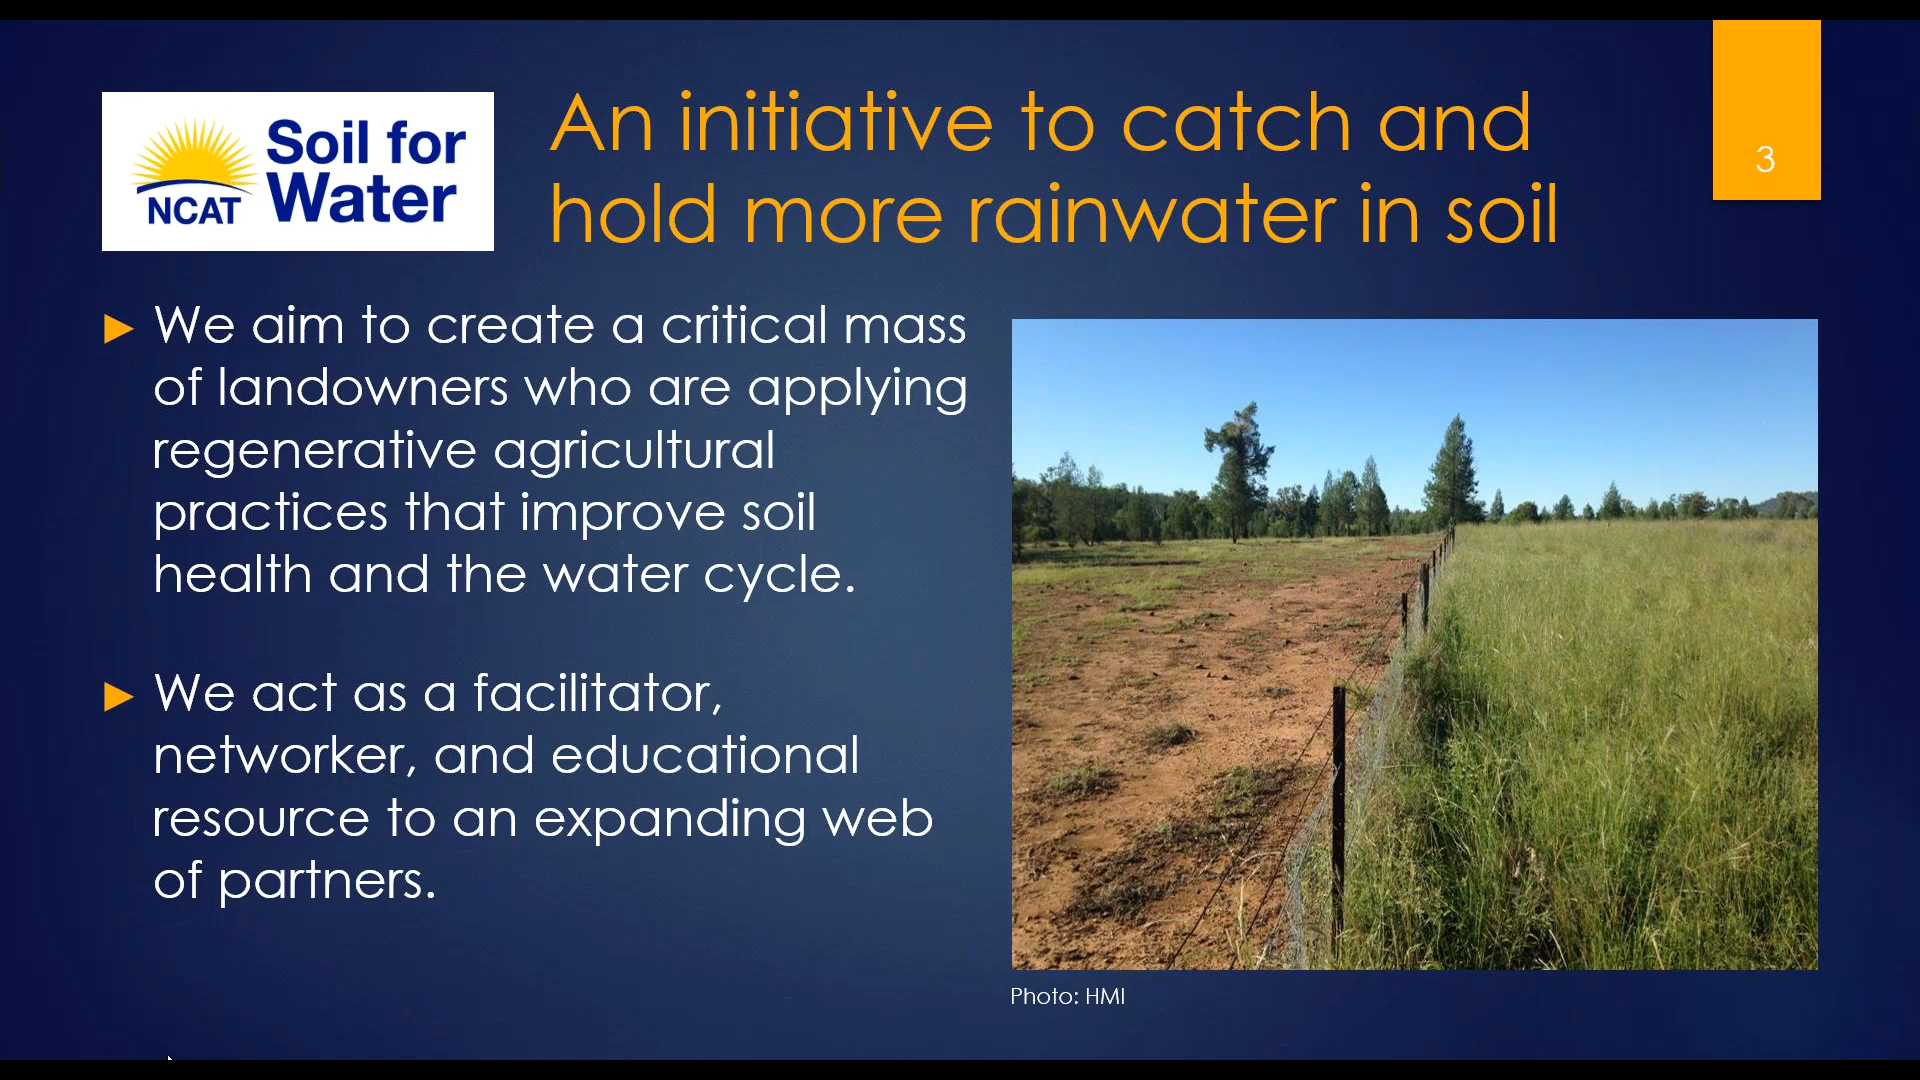 Soil for
Water
NCAT
An initiative to catch and
hold more rainwater in soil
3
► We aim to create a critical mass
of landowners who are applying
regenerative agricultural
practices that improve soil
health and the water cycle.
► We act as a facilitator,
networker, and educational
resource to an expanding web
of partners.
Photo: HMI